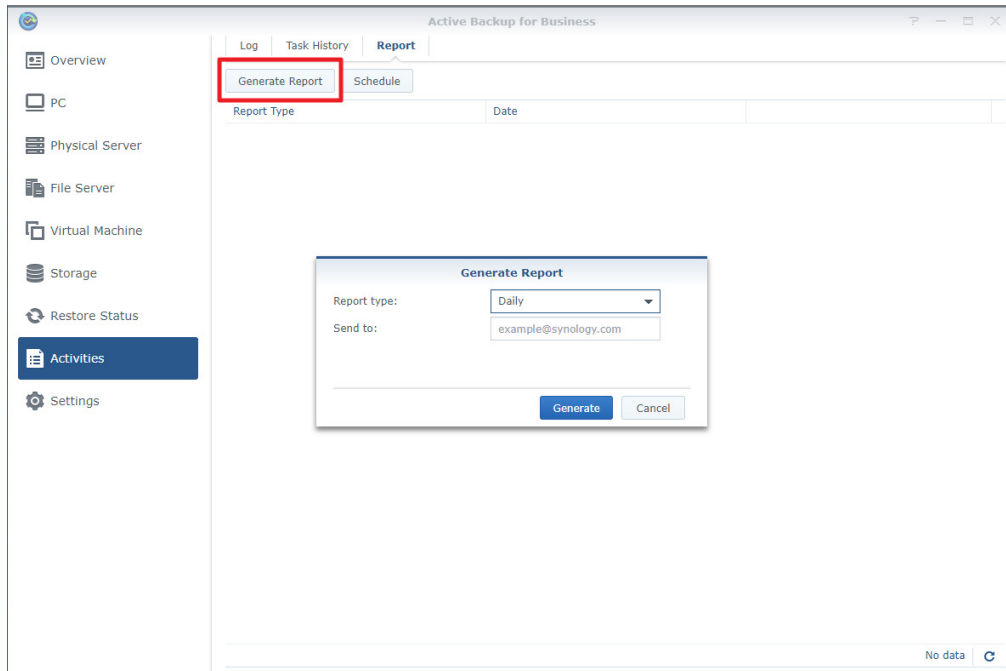 Active Backup for Business
Overview
PC
Physical Server
File Server
Virtual Machine
Storage
Restore Status
Activities
Settings
Log Task History Report
Generate Report Schedule
Report Type Date
Generate Report
Report type: Daily
Send to: example@synology.com
Generate Cancel
No data